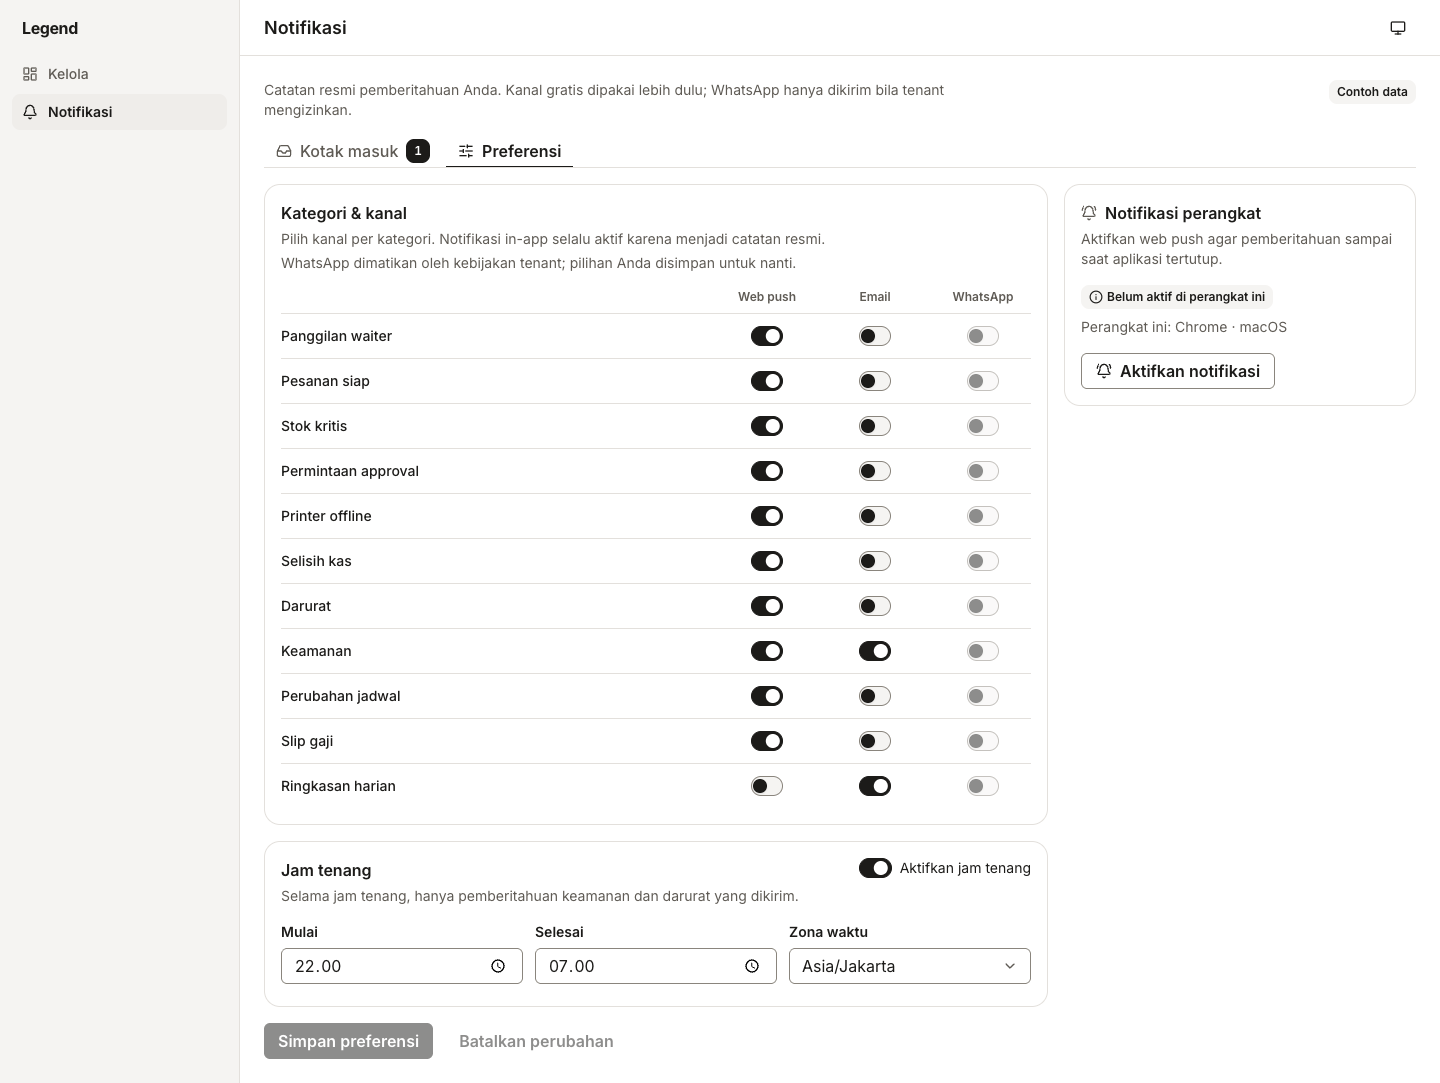 Legend
Kelola
Notifikasi
Notifikasi
Catatan resmi pemberitahuan Anda. Kanal gratis dipakai lebih dulu; WhatsApp hanya dikirim bila tenant
mengizinkan.
Contoh data
Kotak masuk 1
Preferensi
Kategori & kanal
Pilih kanal per kategori. Notifikasi in-app selalu aktif karena menjadi catatan resmi.
WhatsApp dimatikan oleh kebijakan tenant; pilihan Anda disimpan untuk nanti.
Web push Email WhatsApp
Panggilan waiter
Pesanan siap
Stok kritis
Permintaan approval
Printer offline
Selisih kas
Darurat
Keamanan
Perubahan jadwal
Slip gaji
Ringkasan harian
Notifikasi perangkat
Aktifkan web push agar pemberitahuan sampai
saat aplikasi tertutup.
Belum aktif di perangkat ini
Perangkat ini: Chrome · macOS
Aktifkan notifikasi
Jam tenang
Aktifkan jam tenang
Selama jam tenang, hanya pemberitahuan keamanan dan darurat yang dikirim.
Mulai Selesai Zona waktu
22.00 07.00 Asia/Jakarta
Simpan preferensi Batalkan perubahan